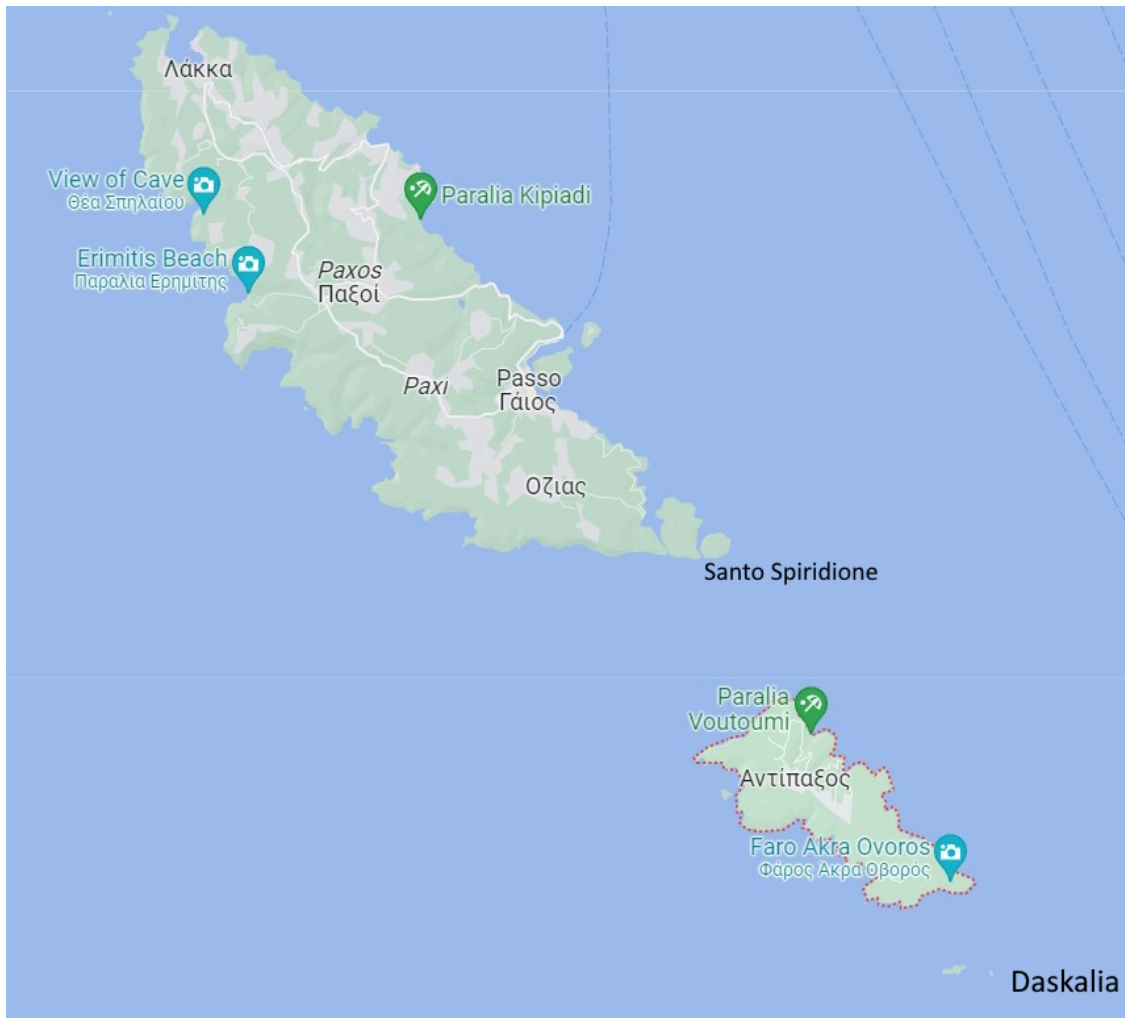 Λάκκα
View of Cave
Θέα Σπηλαίου
Paralia Kipiadi
Erimitis Beach
Παραλία Ερημίτης
Paxos
Παξοί
Paxi
Passo
Γάιος
Οζιας
Santo Spiridione
Paralia
Voutoumi
Αντίπαξος
Faro Akra Ovoros
Φάρος Άκρα Οβορός
Daskalia